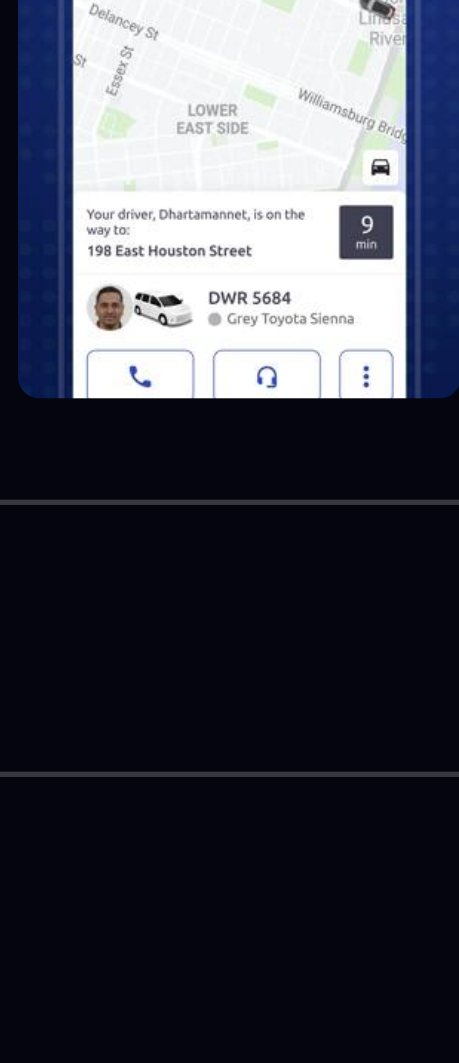 Delancey St
St
Essex St
River
Williamsburg Bridg
LOWER
EAST SIDE
Your driver, Dhartamannet, is on the
way to:
198 East Houston Street
9
min
DWR 5684
Grey Toyota Sienna